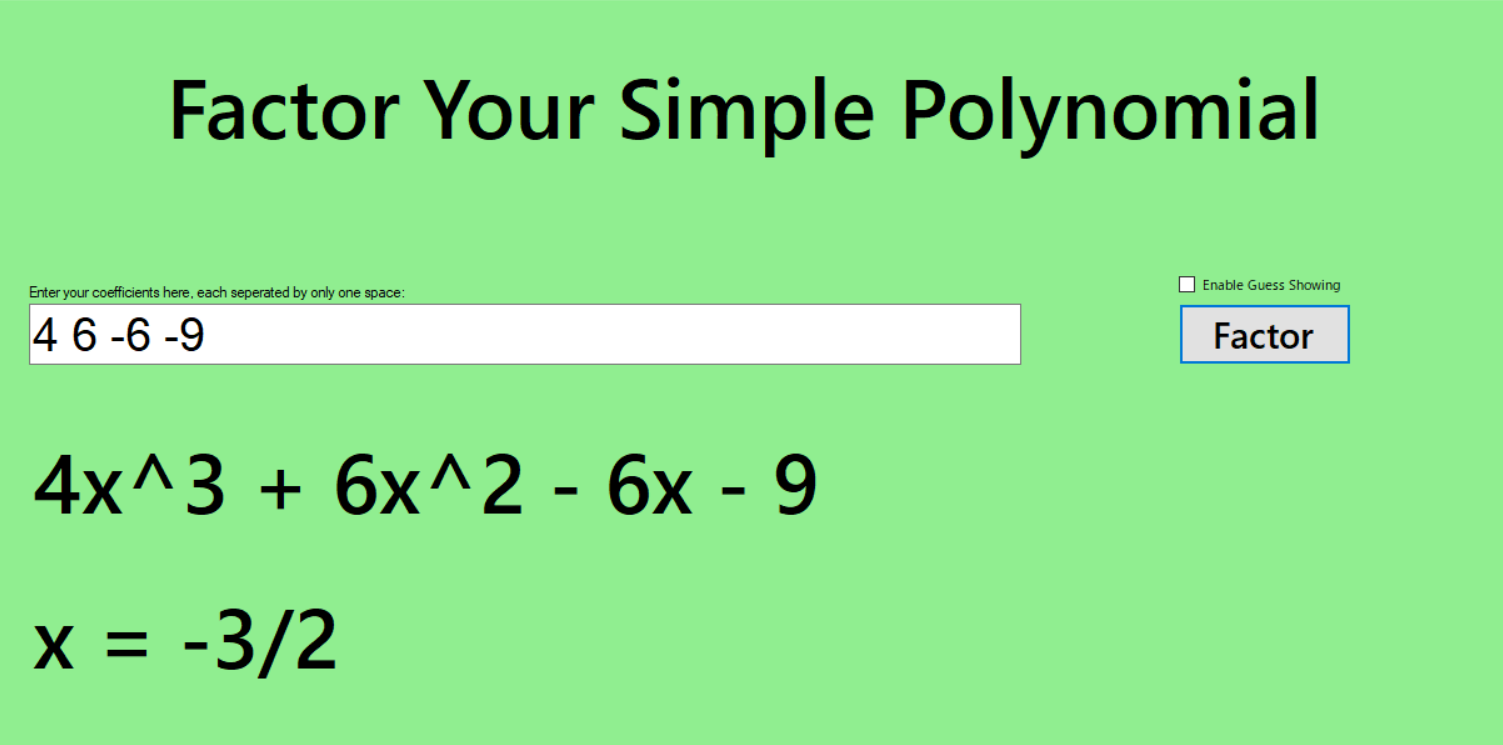 Factor Your Simple Polynomial
Enter your coefficients here, each seperated by only one space:
Enable Guess Showing
4 6 -6 -9
Factor
4x^3 + 6x^2 - 6x - 9
x = -3/2